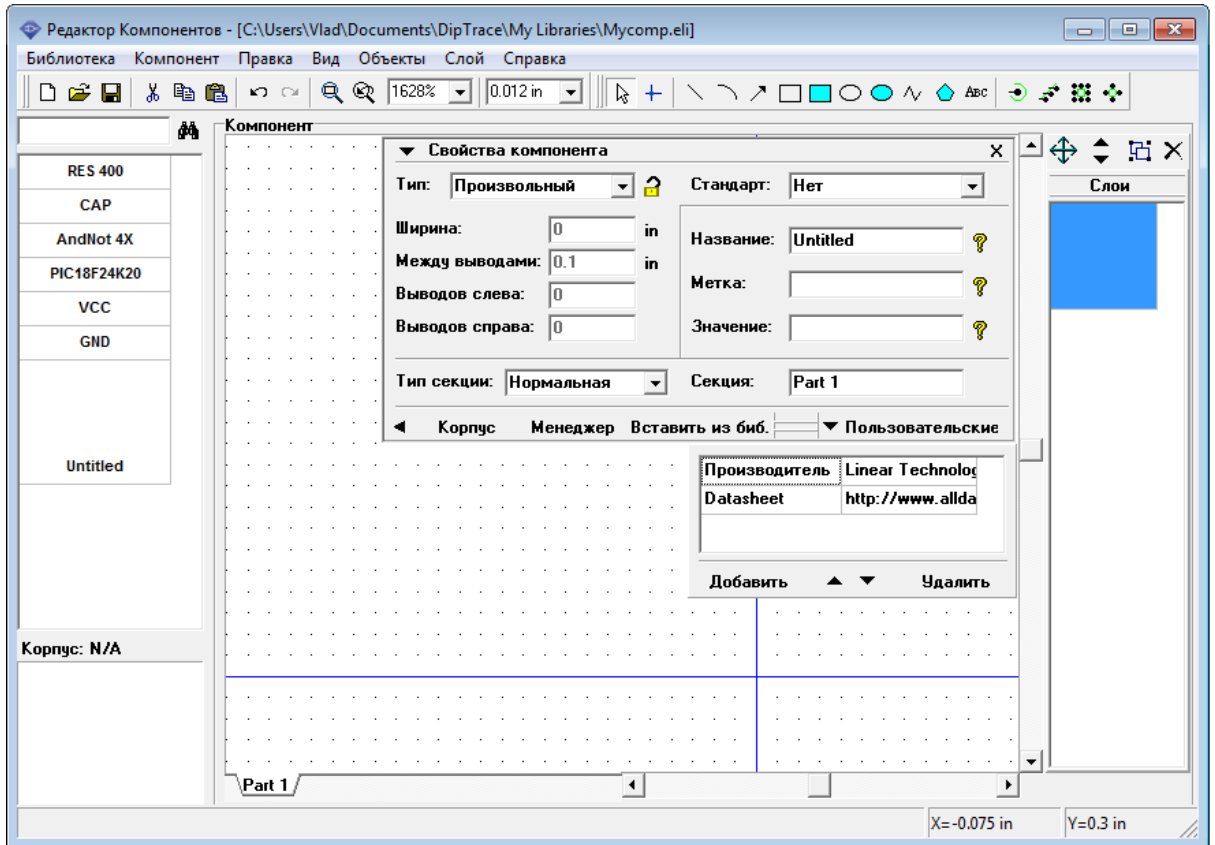 Редактор Компонентов - [C:\Users\Vlad\Documents\DipTrace\My Libraries\Mycomp.eli]
Библиотека Компонент Правка Вид Объекты Слой Справка
1628% 0.012 in ABC
Компонент
RES 400
CAP
AndNot 4X
PIC18F24K20
VCC
GND
Untitled
Корпус: N/A
Свойства компонента X
Тип: Произвольный Стандарт: Нет
Ширина: 0 in
Между выводами: 0.1 in
Выводов слева: 0
Выводов справа: 0
Название: Untitled
Метка:
Значение:
Тип секции: Нормальная Секция: Part 1
Корпус Менеджер Вставить из биб. Пользовательские
Производитель Linear Technolog
Datasheet http://www.allda
Добавить Удалить
Слои
Part 1
X=-0.075 in Y=0.3 in